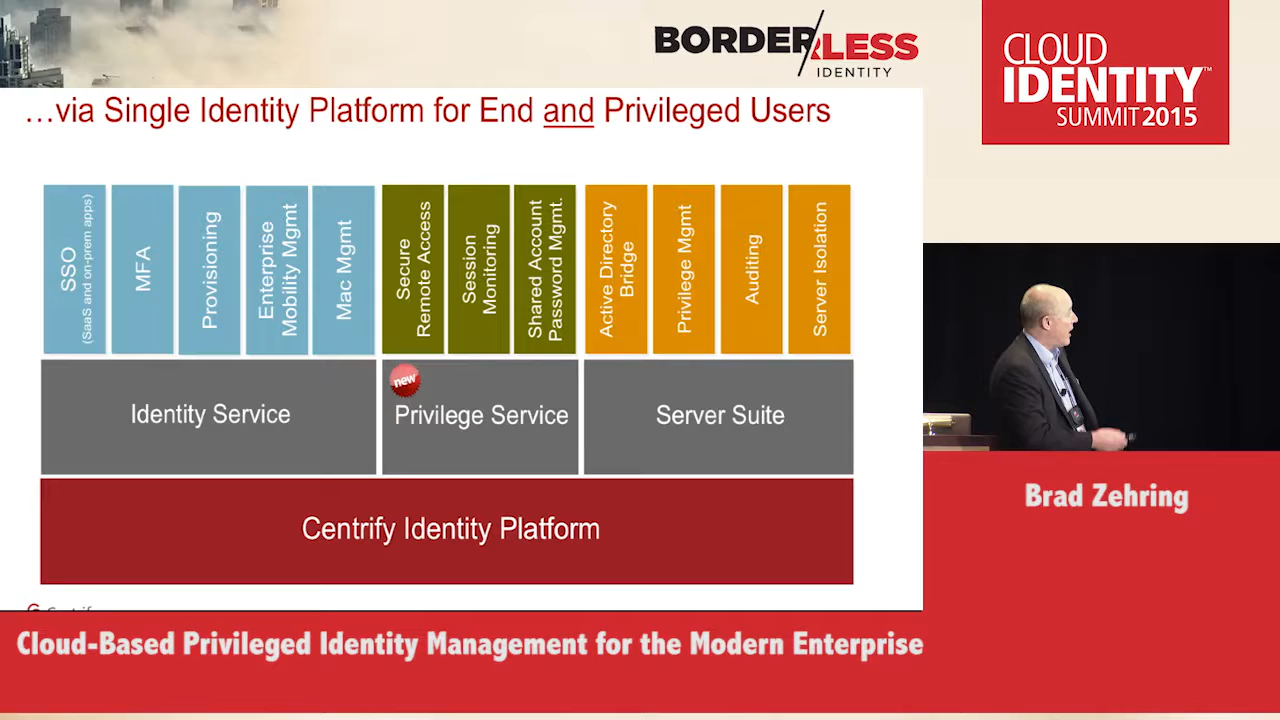 BORDER/LESS
IDENTITY
CLOUD
IDENTITY™
SUMMIT 2015
…via Single Identity Platform for End and Privileged Users
SSO
(SaaS and on-prem apps)
MFA
Provisioning
Enterprise
Mobility Mgmt
Mac Mgmt
Secure
Remote Access
Session
Monitoring
Shared Account
Password Mgmt.
Active Directory
Bridge
Privilege Mgmt
Auditing
Server Isolation
new
Identity Service
Privilege Service
Server Suite
Centrify Identity Platform
Brad Zehring
Cloud-Based Privileged Identity Management for the Modern Enterprise